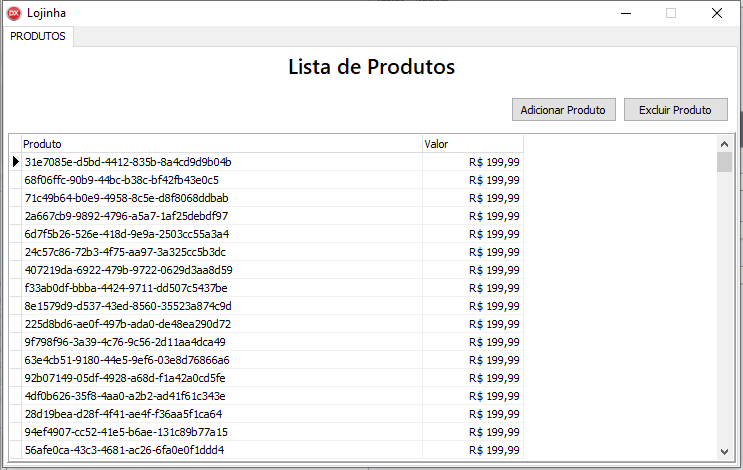 DX Lojinha
PRODUTOS
Lista de Produtos
Adicionar Produto Excluir Produto
Produto Valor
31e7085e-d5bd-4412-835b-8a4cd9d9b04b R$ 199,99
68f06ffc-90b9-44bc-b38c-bf42fb43e0c5 R$ 199,99
71c49b64-b0e9-4958-8c5e-d8f8068ddbab R$ 199,99
2a667cb9-9892-4796-a5a7-1af25debdf97 R$ 199,99
6d7f5b26-526e-418d-9e9a-2503cc55a3a4 R$ 199,99
24c57c86-72b3-4f75-aa97-3a325cc5b3dc R$ 199,99
407219da-6922-479b-9722-0629d3aa8d59 R$ 199,99
f33ab0df-bbba-4424-9711-dd507c5437be R$ 199,99
8e1579d9-d537-43ed-8560-35523a874c9d R$ 199,99
225d8bd6-ae0f-497b-ada0-de48ea290d72 R$ 199,99
9f798f96-3a39-4c76-9c56-2d11aa4dca49 R$ 199,99
63e4cb51-9180-44e5-9ef6-03e8d76866a6 R$ 199,99
92b07149-05df-4928-a68d-f1a42a0cd5fe R$ 199,99
4df0b626-35f8-4aa0-a2b2-ad41f61c343e R$ 199,99
28d19bea-d28f-4f41-ae4f-f36aa5f1ca64 R$ 199,99
94ef4907-cc52-41e5-b6ae-131c89b77a15 R$ 199,99
56afe0ca-43c3-4681-ac26-6fa0e0f1ddd4 R$ 199,99